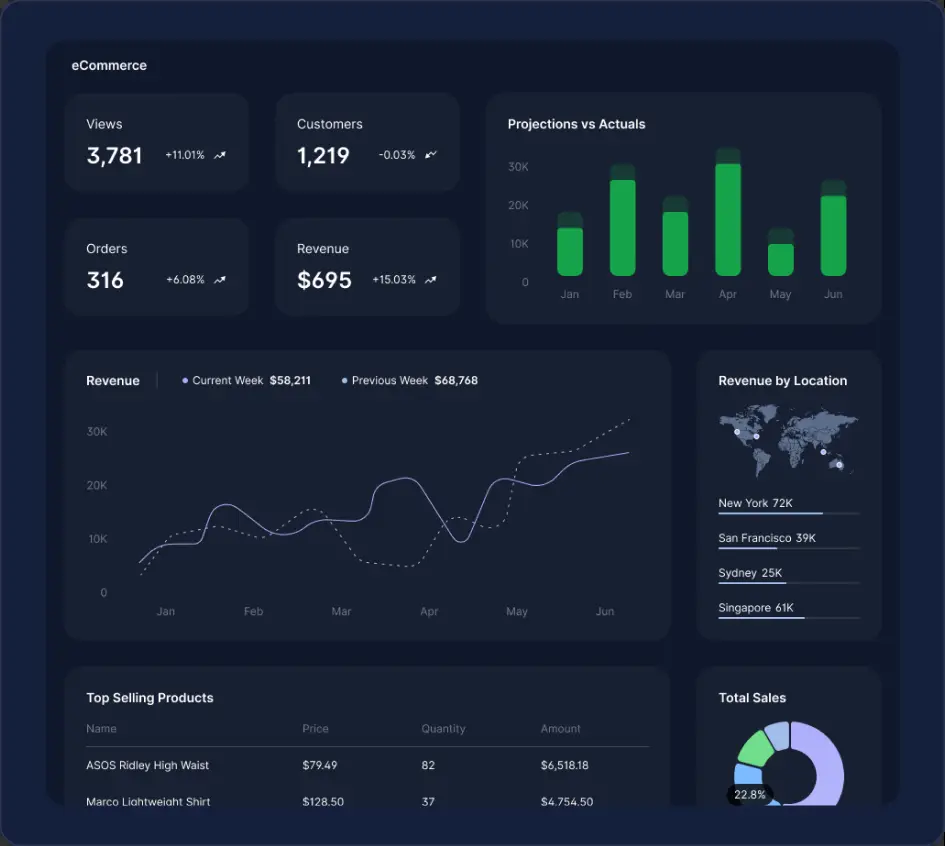 eCommerce
Views
3,781 +11.01%
Customers
1,219 -0.03%
Orders
316 +6.08%
Revenue
$695 +15.03%
Projections vs Actuals
30K
20K
10K
0
Jan Feb Mar Apr May Jun
Revenue Current Week $58,211 Previous Week $68,768
30K
20K
10K
0
Jan Feb Mar Apr May Jun
Revenue by Location
New York 72K
San Francisco 39K
Sydney 25K
Singapore 61K
Top Selling Products
Name Price Quantity Amount
ASOS Ridley High Waist $79.49 82 $6,518.18
Marco Lightweight Shirt $128.50 37 $4,754.50
Total Sales
22.8%